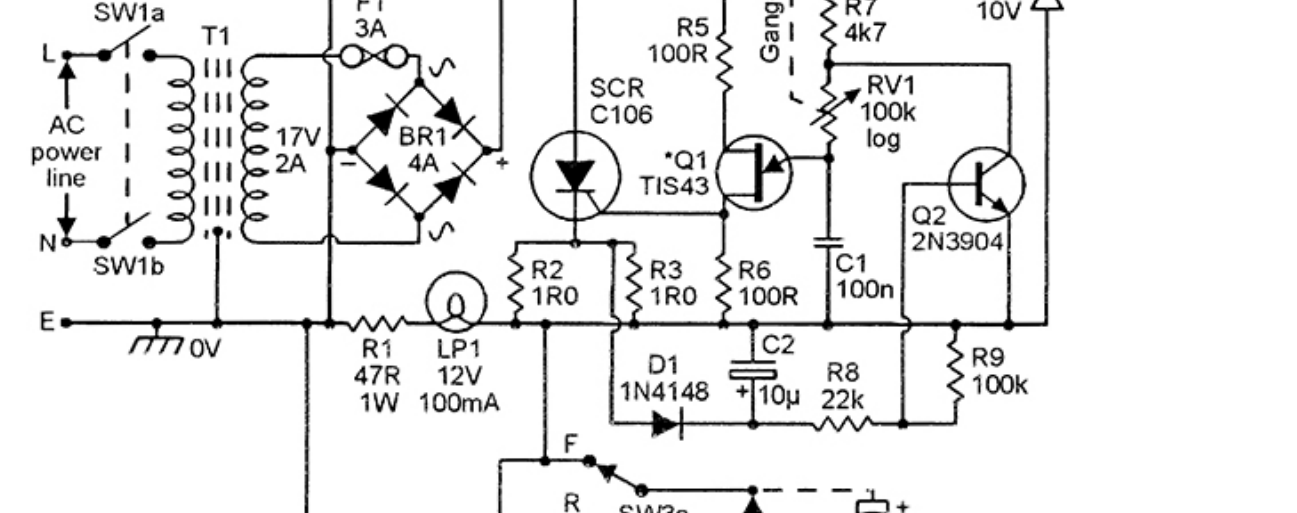 SW1a
F1
3A
T1
L
AC
power
line
17V
2A
BR1
4A
−
+
N
SW1b
SCR
C106
R5
100R
Gang
R7
4k7
10V
RV1
100k
log
*Q1
TIS43
Q2
2N3904
R2
1R0
R3
1R0
R6
100R
C1
100n
E
0V
R1
47R
1W
LP1
12V
100mA
D1
1N4148
C2
+
10µ
R8
22k
R9
100k
F
R
+